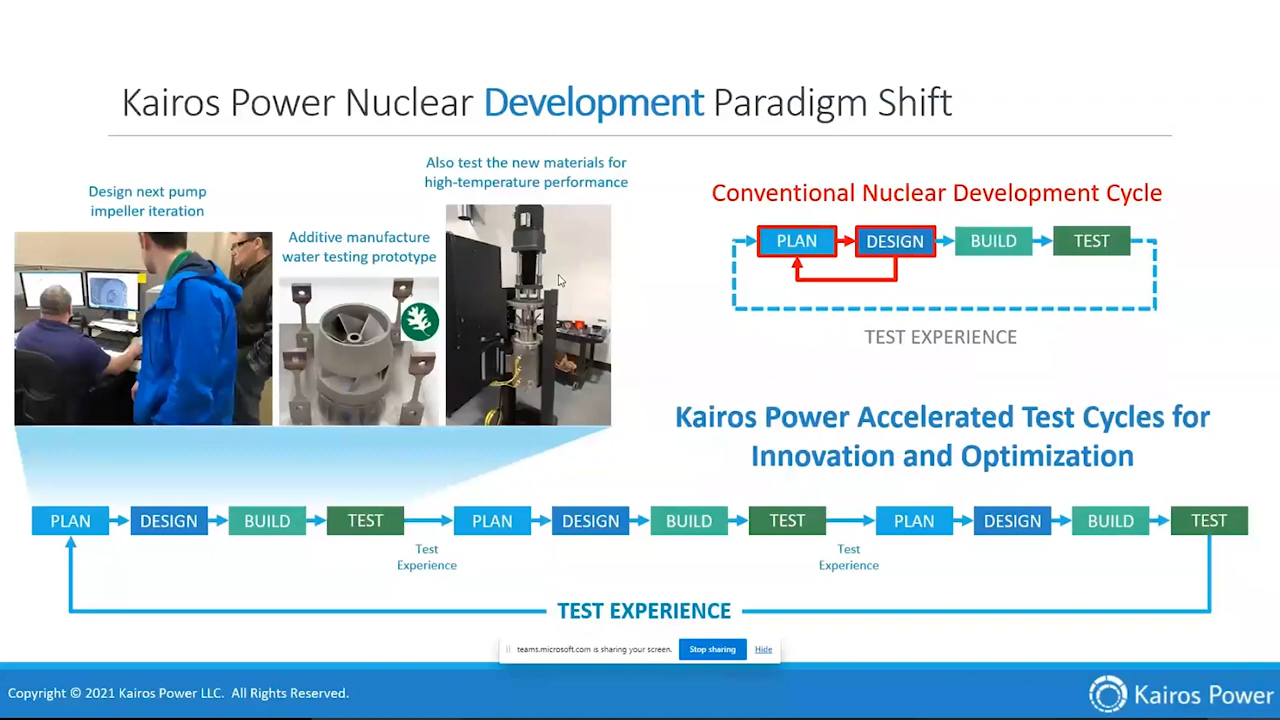 Kairos Power Nuclear Development Paradigm Shift
Also test the new materials for
high-temperature performance
Design next pump
impeller iteration
Additive manufacture
water testing prototype
Conventional Nuclear Development Cycle
PLAN
DESIGN
BUILD
TEST
TEST EXPERIENCE
Kairos Power Accelerated Test Cycles for
Innovation and Optimization
PLAN
DESIGN
BUILD
TEST
PLAN
DESIGN
BUILD
TEST
PLAN
DESIGN
BUILD
TEST
Test
Experience
Test
Experience
TEST EXPERIENCE
teams.microsoft.com is sharing your screen.
Stop sharing
Hide
Copyright © 2021 Kairos Power LLC. All Rights Reserved.
Kairos Power